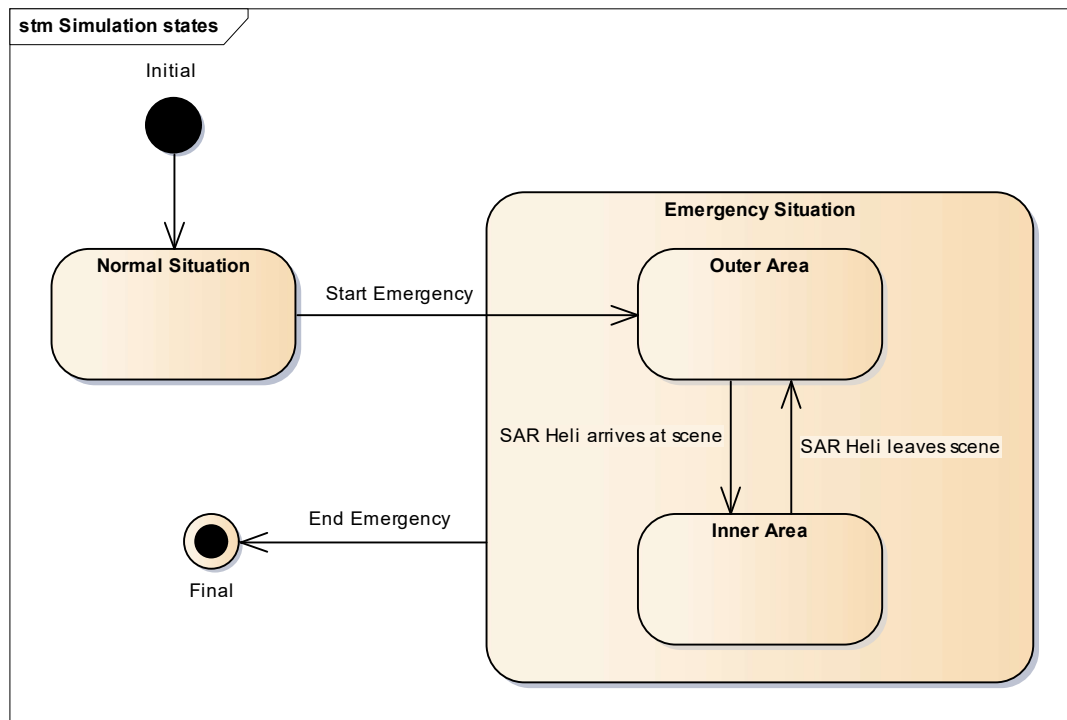 stm Simulation states
Initial
Emergency Situation
Normal Situation
Outer Area
Start Emergency
SAR Heli arrives at scene
SAR Heli leaves scene
End Emergency
Inner Area
Final